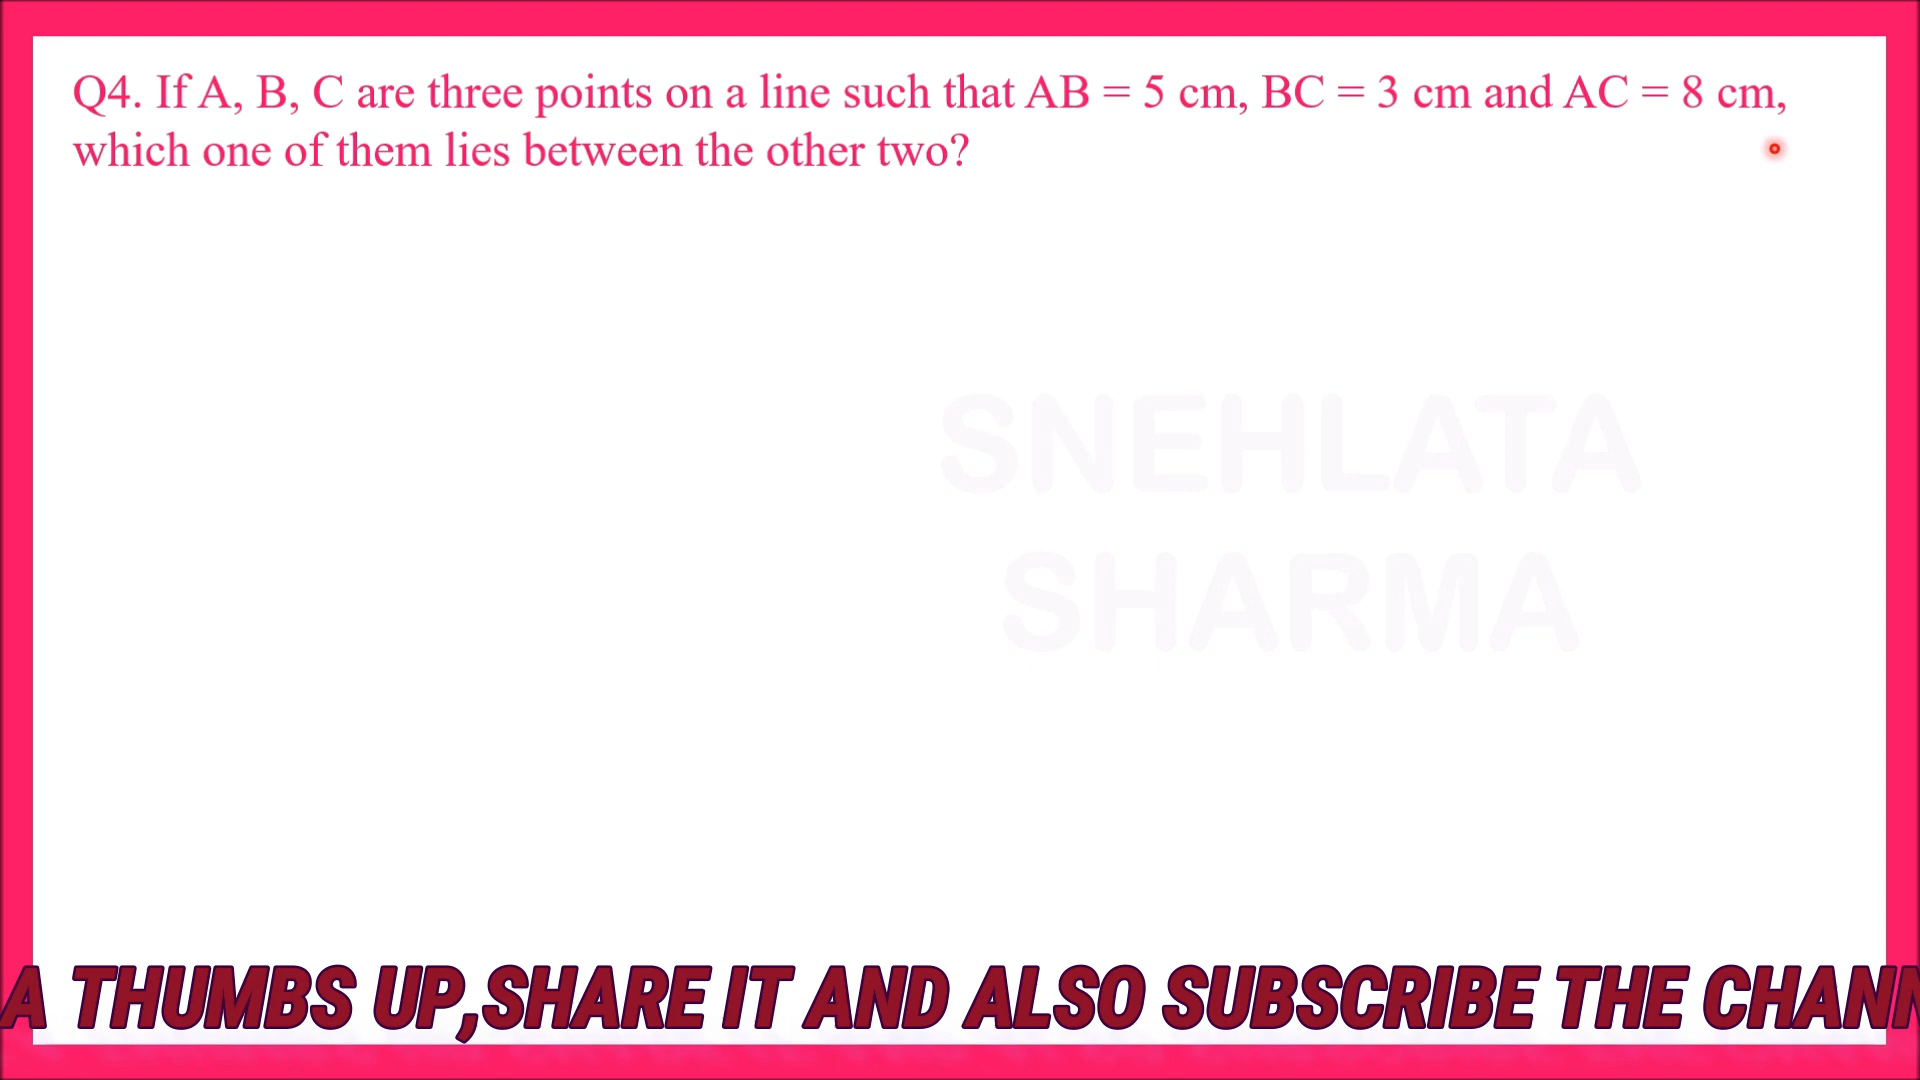 Q4. If A, B, C are three points on a line such that AB = 5 cm, BC = 3 cm and AC = 8 cm,
which one of them lies between the other two?
SNEHLATA
SHARMA
A THUMBS UP,SHARE IT AND ALSO SUBSCRIBE THE CHANN